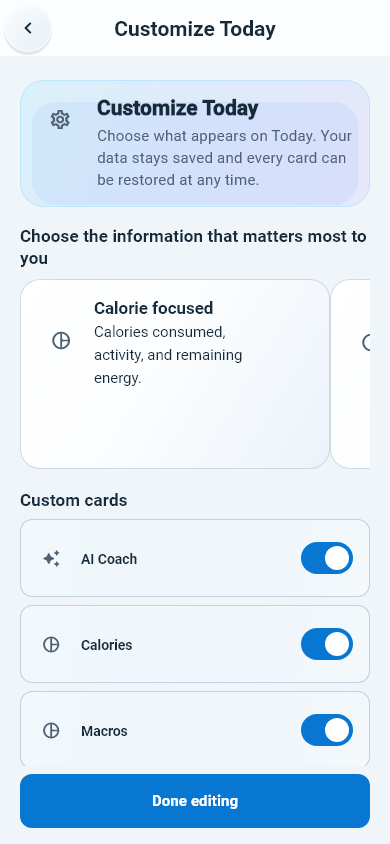 Customize Today
Customize Today
Choose what appears on Today. Your
data stays saved and every card can
be restored at any time.
Choose the information that matters most to
you
Calorie focused
Calories consumed,
activity, and remaining
energy.
Custom cards
AI Coach
Calories
Macros
Done editing